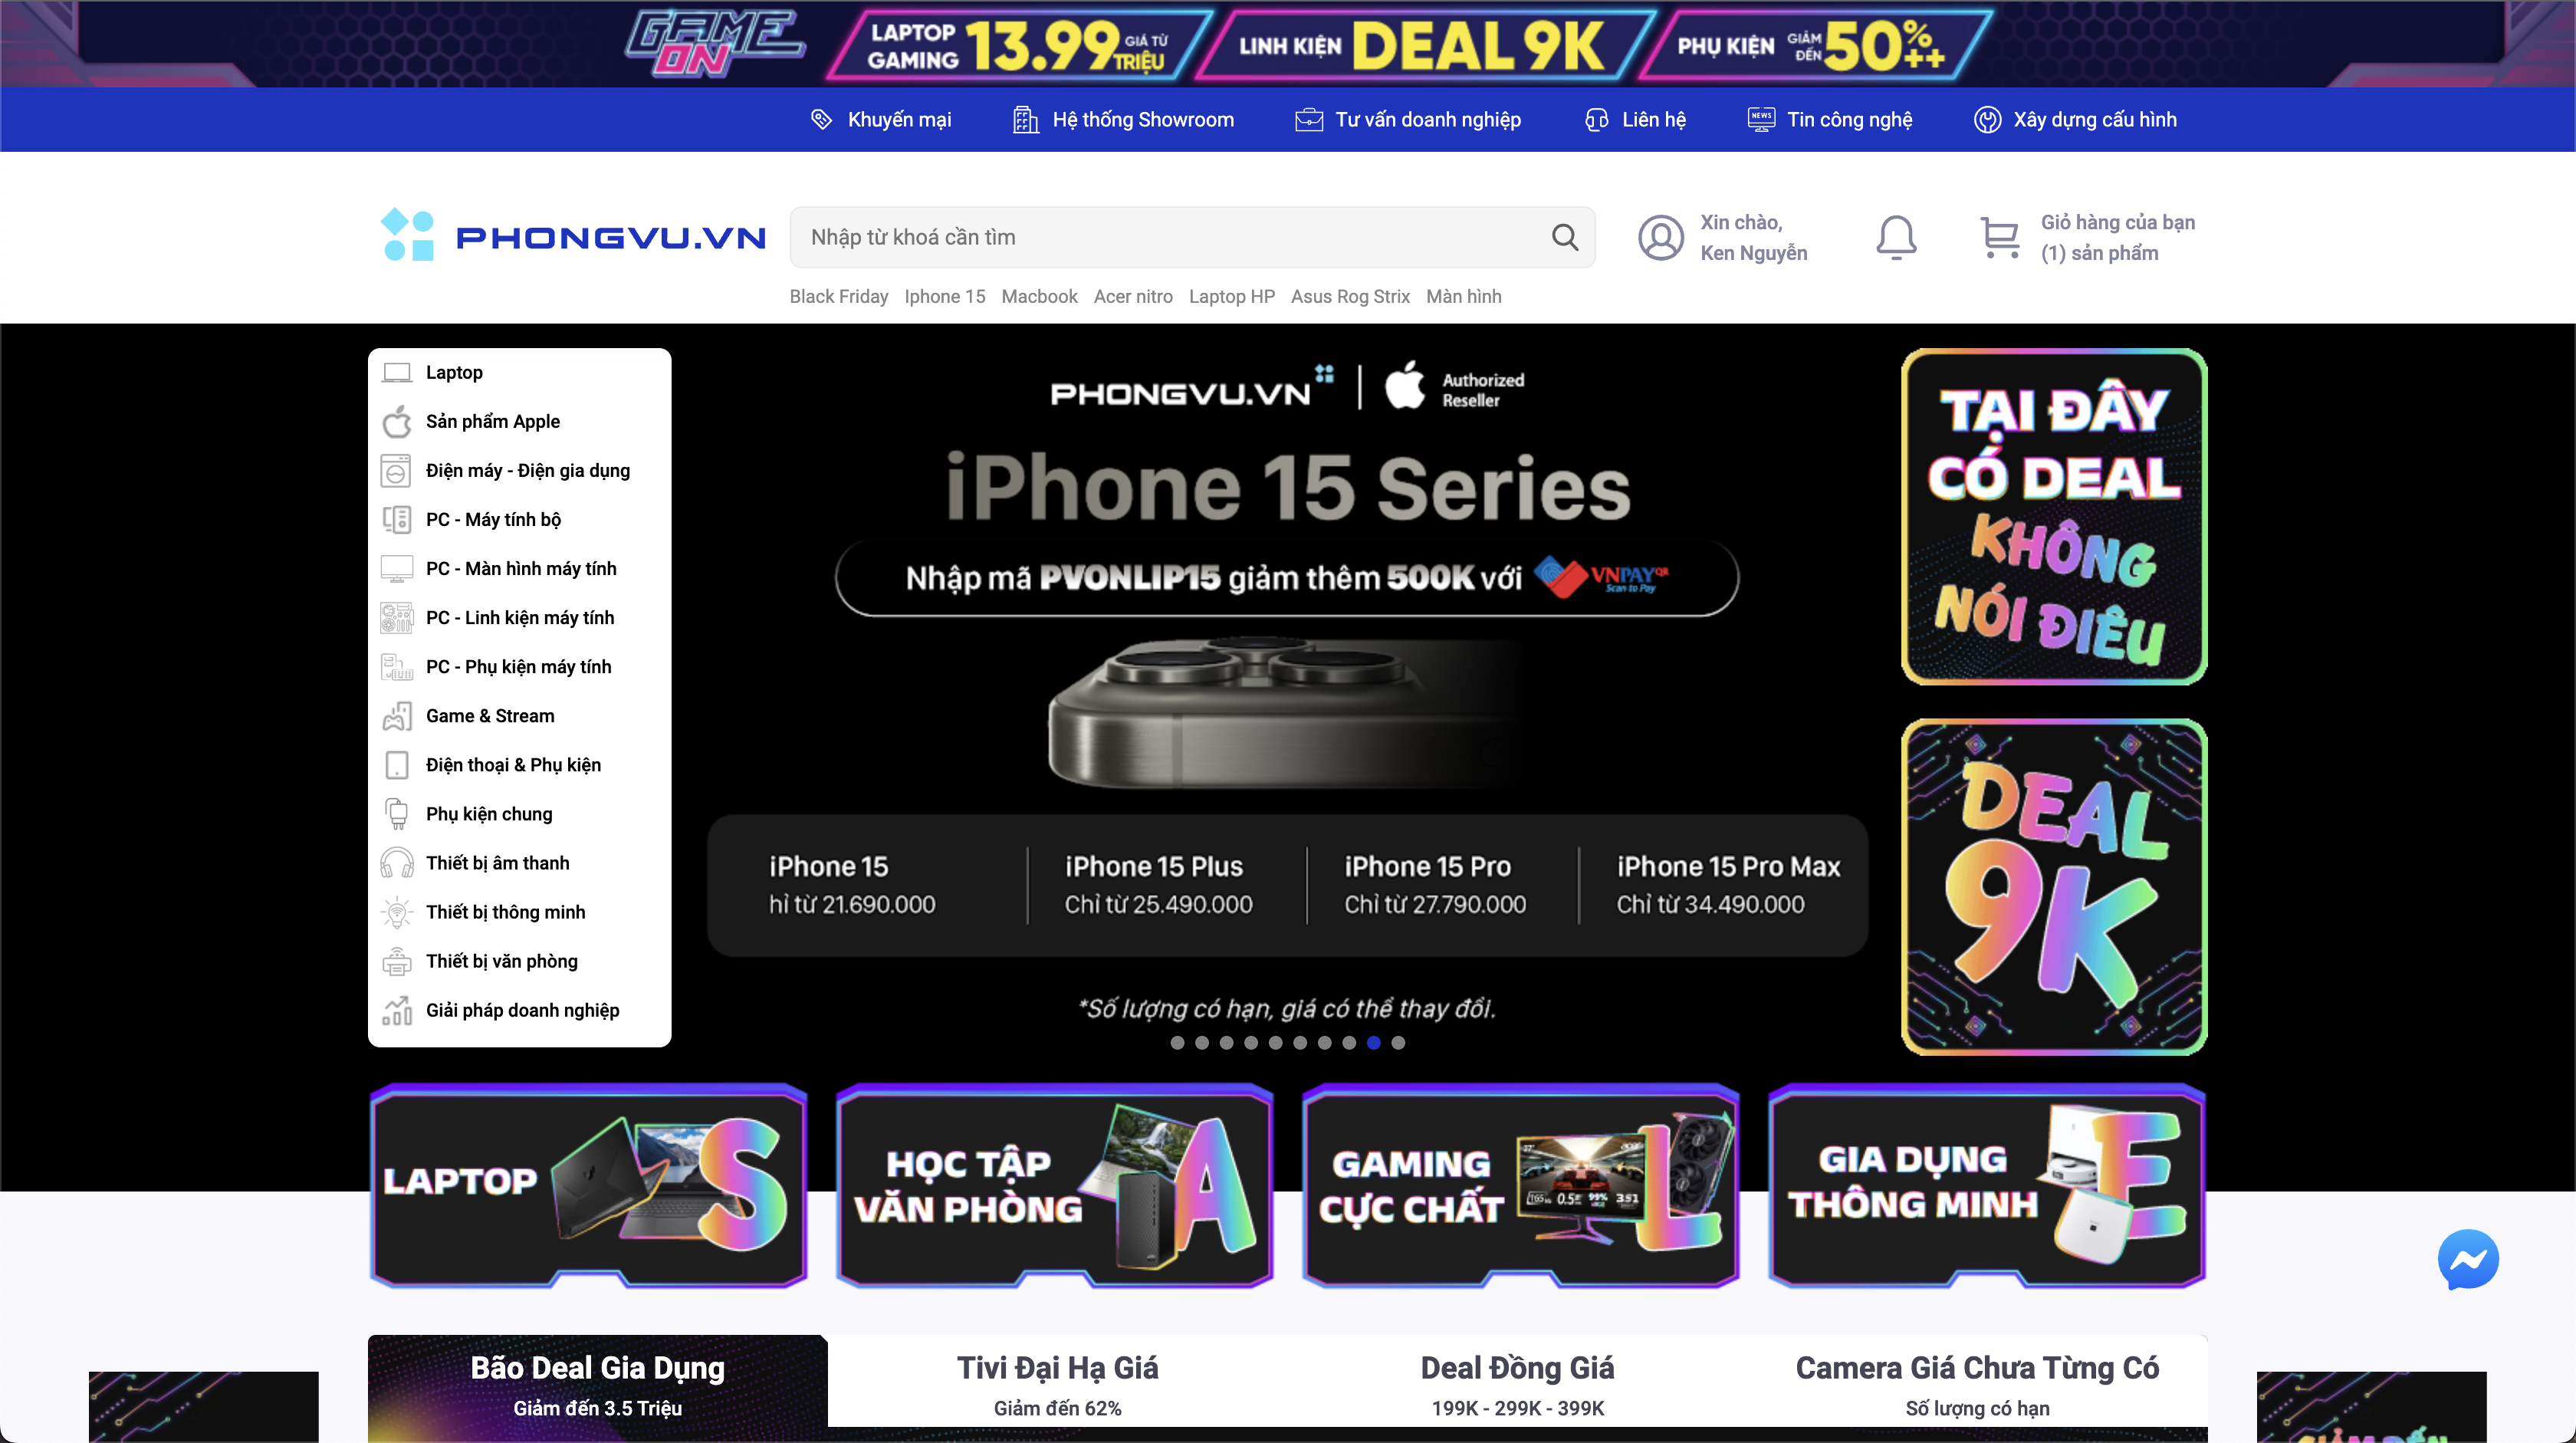 GAME ON
LAPTOP GAMING GIÁ TỪ 13.99 TRIỆU
LINH KIỆN DEAL 9K
PHỤ KIỆN GIẢM ĐẾN 50%++
Khuyến mại
Hệ thống Showroom
Tư vấn doanh nghiệp
Liên hệ
NEWS
Tin công nghệ
Xây dựng cấu hình
PHONGVU.VN
Nhập từ khoá cần tìm
Xin chào,
Ken Nguyễn
Giỏ hàng của bạn
(1) sản phẩm
Black Friday Iphone 15 Macbook Acer nitro Laptop HP Asus Rog Strix Màn hình
Laptop
Sản phẩm Apple
Điện máy - Điện gia dụng
PC - Máy tính bộ
PC - Màn hình máy tính
PC - Linh kiện máy tính
PC - Phụ kiện máy tính
Game & Stream
Điện thoại & Phụ kiện
Phụ kiện chung
Thiết bị âm thanh
Thiết bị thông minh
Thiết bị văn phòng
Giải pháp doanh nghiệp
PHONGVU.VN
Authorized
Reseller
iPhone 15 Series
Nhập mã PVONLIP15 giảm thêm 500K với VNPAYQR
Scan to Pay
iPhone 15
hỉ từ 21.690.000
iPhone 15 Plus
Chỉ từ 25.490.000
iPhone 15 Pro
Chỉ từ 27.790.000
iPhone 15 Pro Max
Chỉ từ 34.490.000
*Số lượng có hạn, giá có thể thay đổi.
TẠI ĐÂY
CÓ DEAL
KHÔNG
NÓI ĐIÊU
DEAL
9K
LAPTOP
S
HỌC TẬP
VĂN PHÒNG
A
GAMING
CỰC CHẤT
L
GIA DỤNG
THÔNG MINH
E
Bão Deal Gia Dụng
Giảm đến 3.5 Triệu
Tivi Đại Hạ Giá
Giảm đến 62%
Deal Đồng Giá
199K - 299K - 399K
Camera Giá Chưa Từng Có
Số lượng có hạn
GIẢM ĐẾN